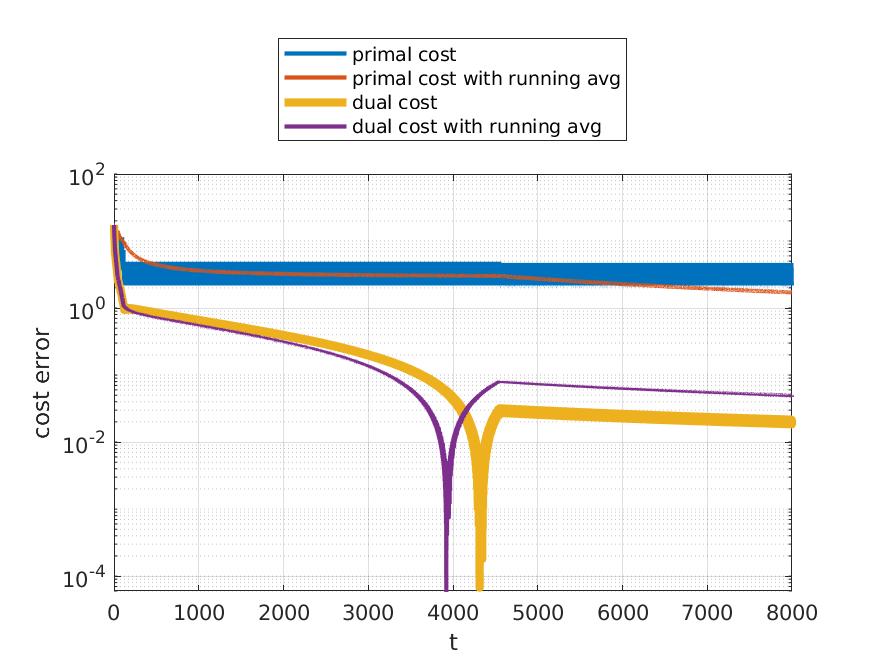 primal cost
primal cost with running avg
dual cost
dual cost with running avg
10^2
10^0
10^-2
10^-4
cost error
0 1000 2000 3000 4000 5000 6000 7000 8000
t